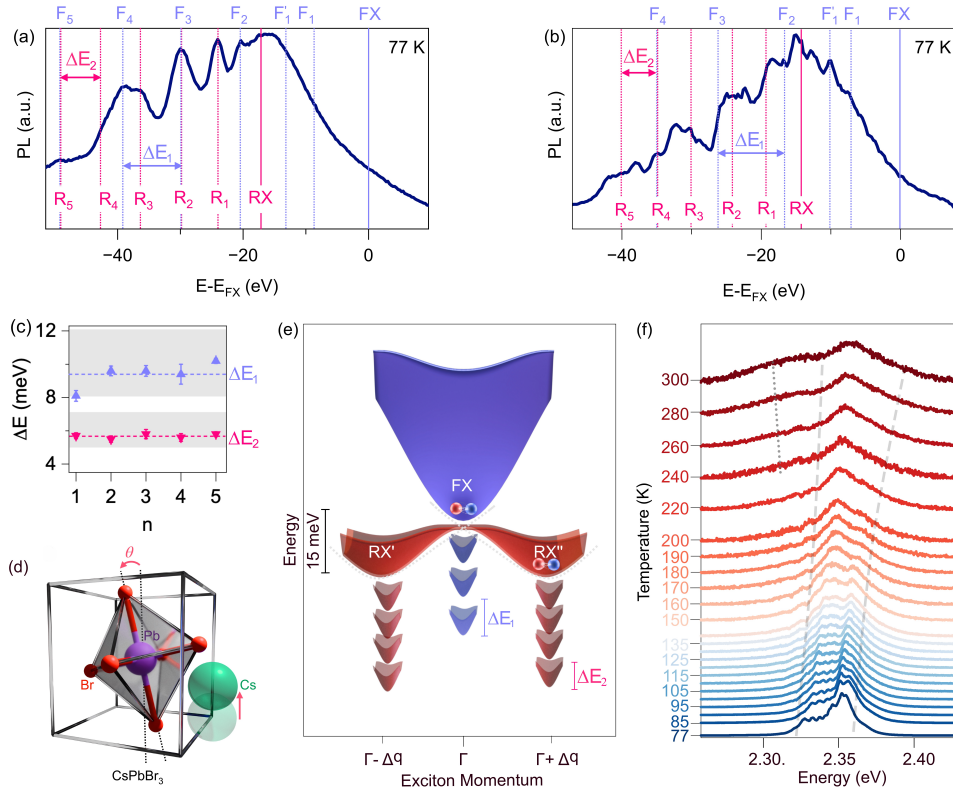 F5 F4 F3 F2 F'1 F1 FX
(a)
77 K
ΔE2
PL (a.u.)
ΔE1
R5 R4 R3 R2 R1 RX
−40 −20 0
E-EFX (eV)
F4 F3 F2 F'1 F1 FX
(b)
77 K
ΔE2
PL (a.u.)
ΔE1
R5 R4 R3 R2 R1 RX
−40 −20 0
E-EFX (eV)
(c)
12
8
4
ΔE (meV)
ΔE1
ΔE2
1 2 3 4 5
n
(d)
θ
Pb
Br
Cs
CsPbBr3
(e)
FX
Energy
15 meV
RX'
RX"
ΔE1
ΔE2
Γ- Δq Γ Γ+ Δq
Exciton Momentum
(f)
Temperature (K)
300
280
260
240
220
200
190
180
170
160
150
135
125
115
105
95
85
77
2.30. 2.35 2.40
Energy (eV)